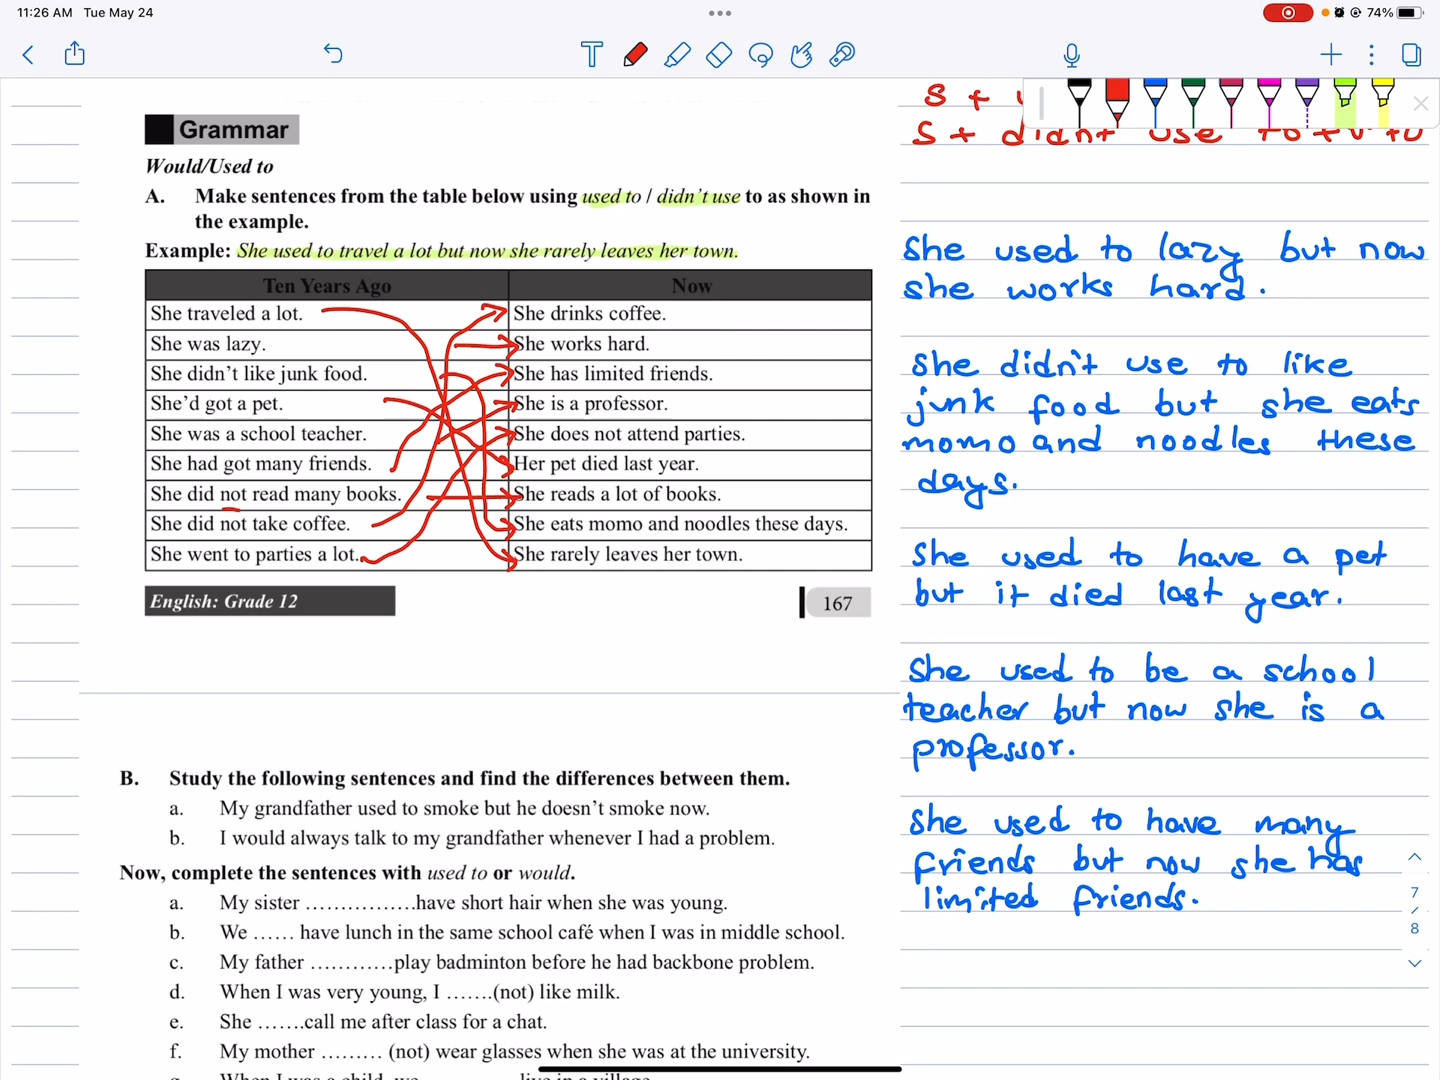 11:26 AM Tue May 24
74%
Grammar
Would/Used to
A. Make sentences from the table below using used to / didn't use to as shown in
the example.
Example: She used to travel a lot but now she rarely leaves her town.
Ten Years Ago Now
She traveled a lot. She drinks coffee.
She was lazy. She works hard.
She didn't like junk food. She has limited friends.
She'd got a pet. She is a professor.
She was a school teacher. She does not attend parties.
She had got many friends. Her pet died last year.
She did not read many books. She reads a lot of books.
She did not take coffee. She eats momo and noodles these days.
She went to parties a lot. She rarely leaves her town.
English: Grade 12 167
B. Study the following sentences and find the differences between them.
a. My grandfather used to smoke but he doesn't smoke now.
b. I would always talk to my grandfather whenever I had a problem.
Now, complete the sentences with used to or would.
a. My sister ……………have short hair when she was young.
b. We …… have lunch in the same school café when I was in middle school.
c. My father …………play badminton before he had backbone problem.
d. When I was very young, I …….(not) like milk.
e. She …….call me after class for a chat.
f. My mother ……… (not) wear glasses when she was at the university.
S +
S + didnt use to + v
She used to lazy but now
she works hard.
She didn't use to like
junk food but she eats
momo and noodles these
days.
She used to have a pet
but it died last year.
She used to be a school
teacher but now she is a
professor.
She used to have many
friends but now she has
limited friends.
7
/
8